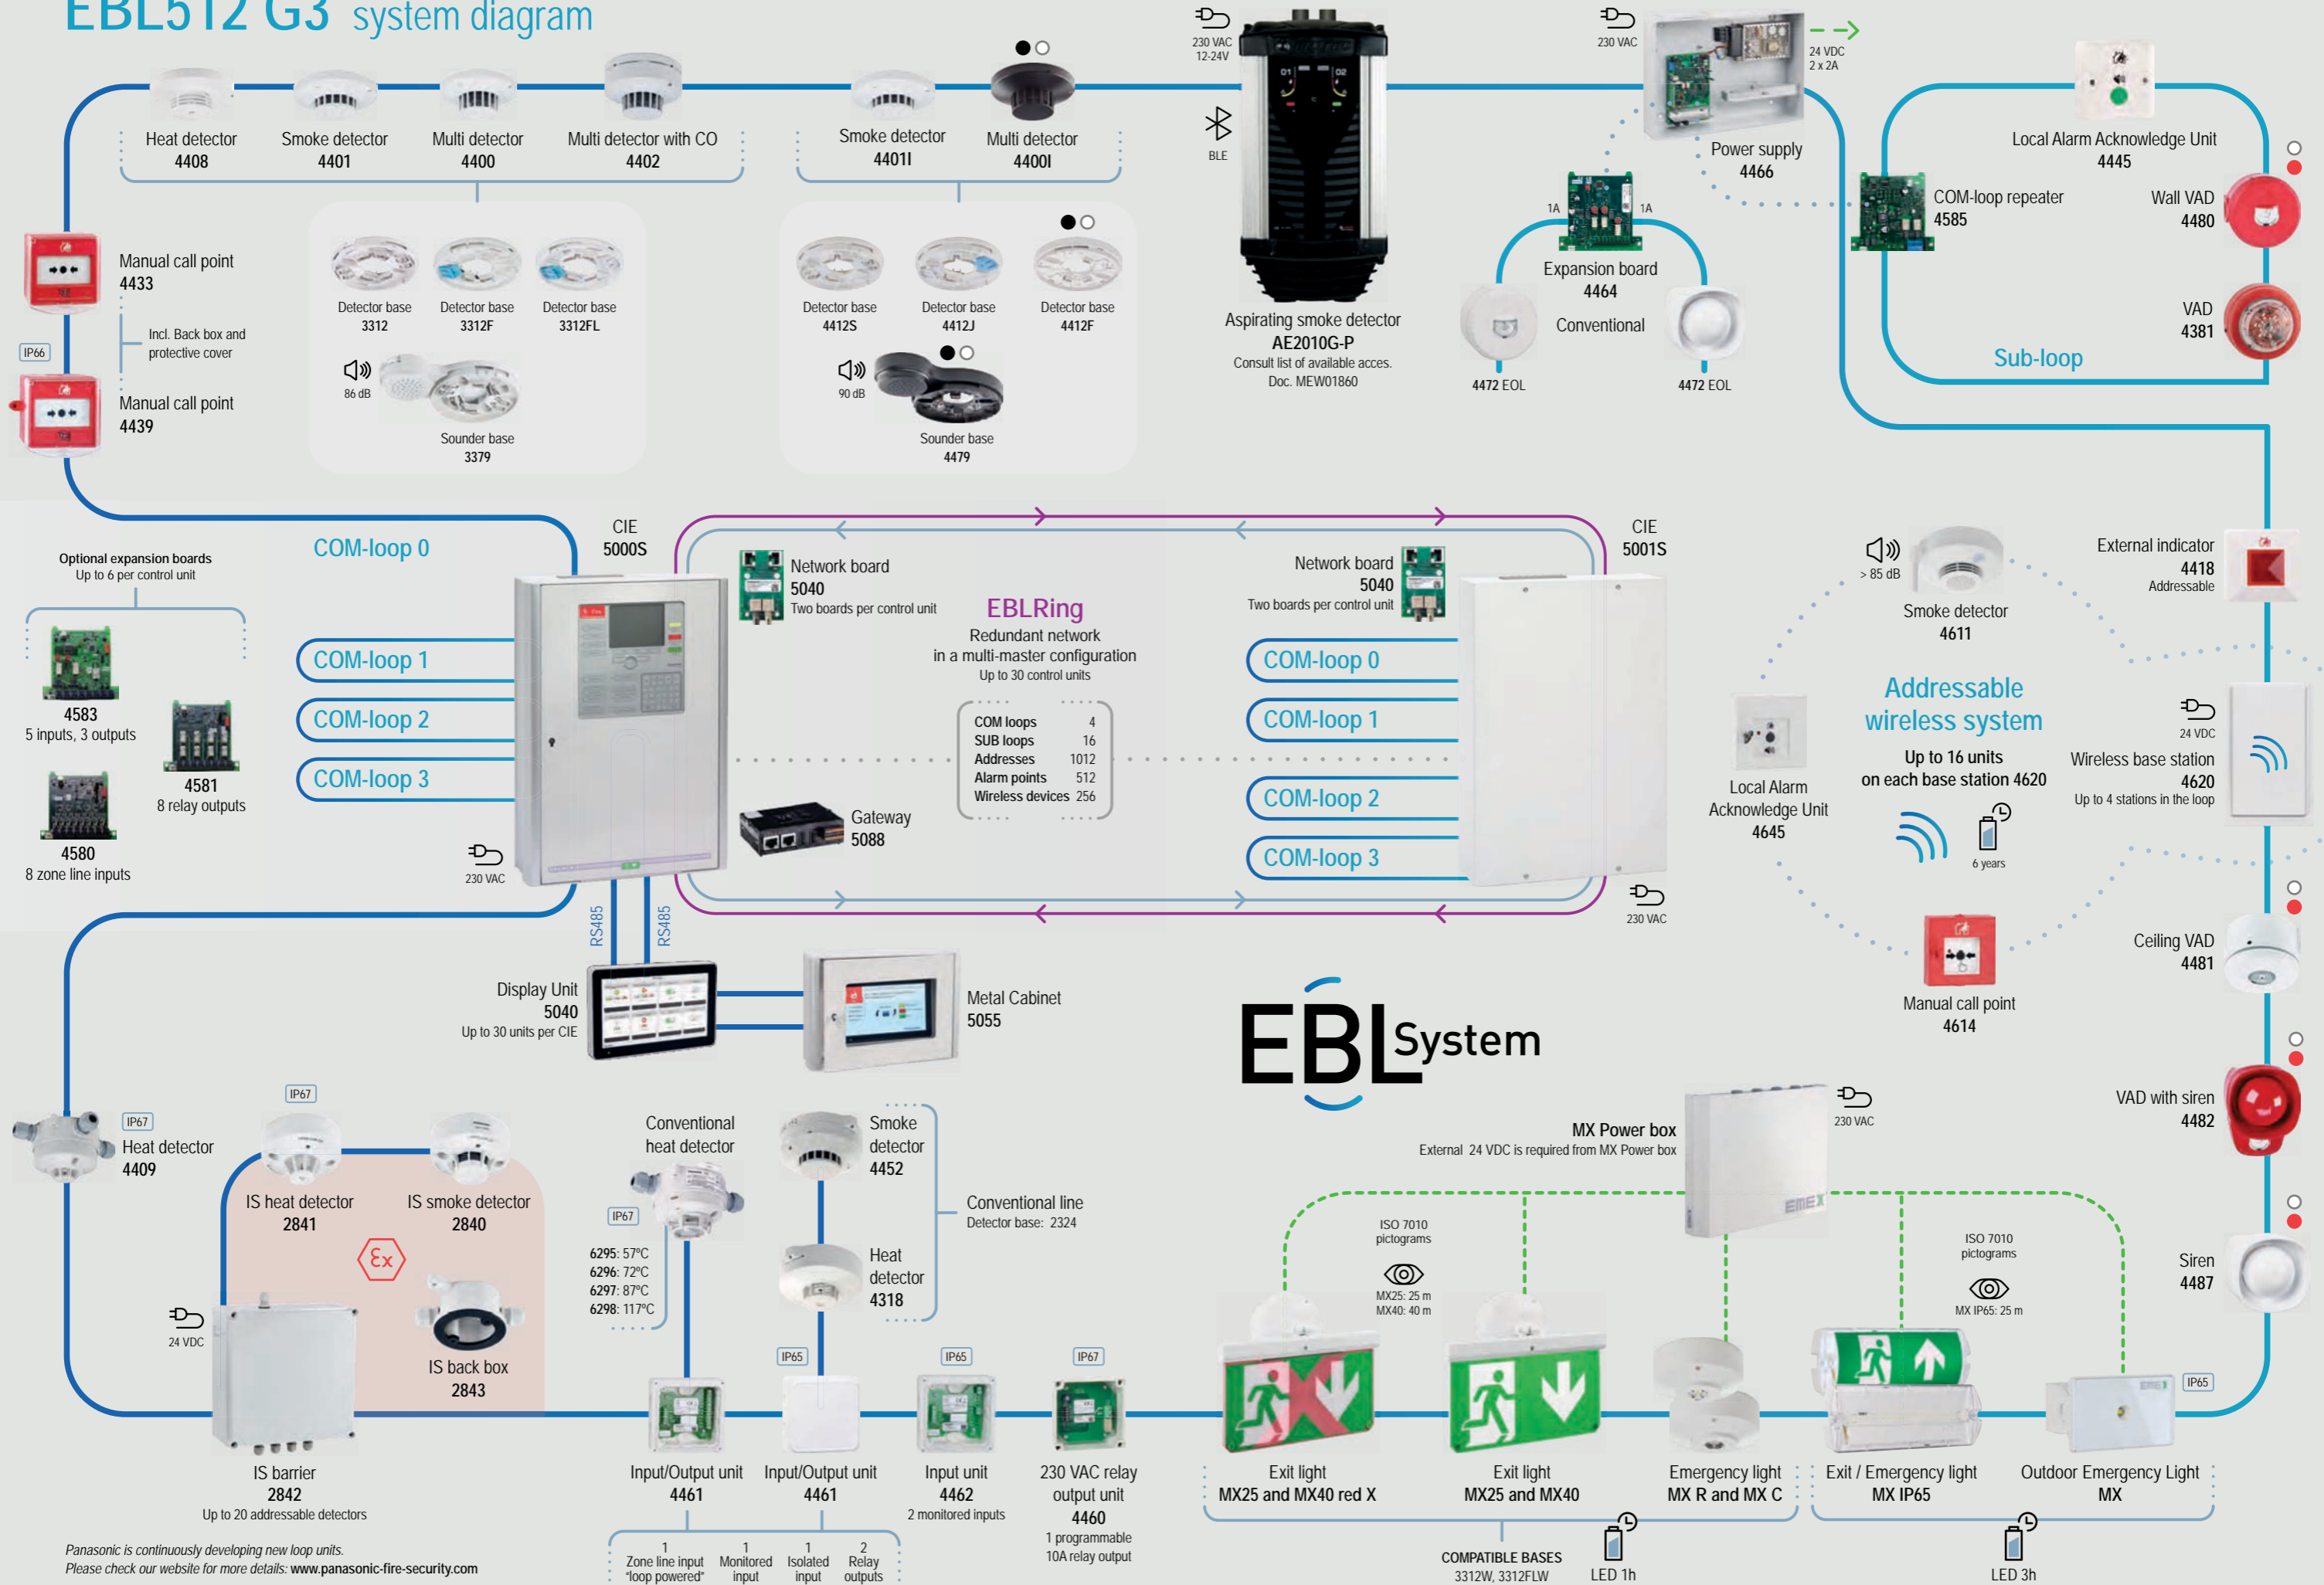 EBL512 G3 system diagram
230 VAC
12-24V
BLE
230 VAC
24 VDC
2 x 2A
Heat detector
4408
Smoke detector
4401
Multi detector
4400
Multi detector with CO
4402
Smoke detector
4401I
Multi detector
4400I
Power supply
4466
Local Alarm Acknowledge Unit
4445
COM-loop repeater
4585
Wall VAD
4480
VAD
4381
Sub-loop
1A
1A
Expansion board
4464
Conventional
4472 EOL
4472 EOL
Manual call point
4433
Incl. Back box and
protective cover
IP66
Manual call point
4439
Detector base
3312
Detector base
3312F
Detector base
3312FL
86 dB
Sounder base
3379
Detector base
4412S
Detector base
4412J
Detector base
4412F
90 dB
Sounder base
4479
Aspirating smoke detector
AE2010G-P
Consult list of available acces.
Doc. MEW01860
COM-loop 0
CIE
5000S
Optional expansion boards
Up to 6 per control unit
4583
5 inputs, 3 outputs
4581
8 relay outputs
4580
8 zone line inputs
COM-loop 1
COM-loop 2
COM-loop 3
230 VAC
Network board
5040
Two boards per control unit
EBLRing
Redundant network
in a multi-master configuration
Up to 30 control units
COM loops 4
SUB loops 16
Addresses 1012
Alarm points 512
Wireless devices 256
Gateway
5088
Network board
5040
Two boards per control unit
CIE
5001S
COM-loop 0
COM-loop 1
COM-loop 2
COM-loop 3
230 VAC
> 85 dB
Smoke detector
4611
External indicator
4418
Addressable
Addressable
wireless system
Up to 16 units
on each base station 4620
6 years
Local Alarm
Acknowledge Unit
4645
24 VDC
Wireless base station
4620
Up to 4 stations in the loop
Manual call point
4614
Ceiling VAD
4481
VAD with siren
4482
Siren
4487
RS485
RS485
Display Unit
5040
Up to 30 units per CIE
Metal Cabinet
5055
EBL System
IP67
Heat detector
4409
IP67
IS heat detector
2841
IS smoke detector
2840
Ex
IS back box
2843
24 VDC
IS barrier
2842
Up to 20 addressable detectors
Conventional
heat detector
IP67
6295: 57ºC
6296: 72ºC
6297: 87ºC
6298: 117ºC
Smoke
detector
4452
Conventional line
Detector base: 2324
Heat
detector
4318
IP65
IP65
IP67
Input/Output unit
4461
Input/Output unit
4461
Input unit
4462
2 monitored inputs
230 VAC relay
output unit
4460
1 programmable
10A relay output
1
Zone line input
"loop powered"
1
Monitored
input
1
Isolated
input
2
Relay
outputs
MX Power box
External 24 VDC is required from MX Power box
230 VAC
EMEX
ISO 7010
pictograms
MX25: 25 m
MX40: 40 m
ISO 7010
pictograms
MX IP65: 25 m
IP65
Exit light
MX25 and MX40 red X
Exit light
MX25 and MX40
Emergency light
MX R and MX C
Exit / Emergency light
MX IP65
Outdoor Emergency Light
MX
COMPATIBLE BASES
3312W, 3312FLW
LED 1h
LED 3h
Panasonic is continuously developing new loop units.
Please check our website for more details: www.panasonic-fire-security.com